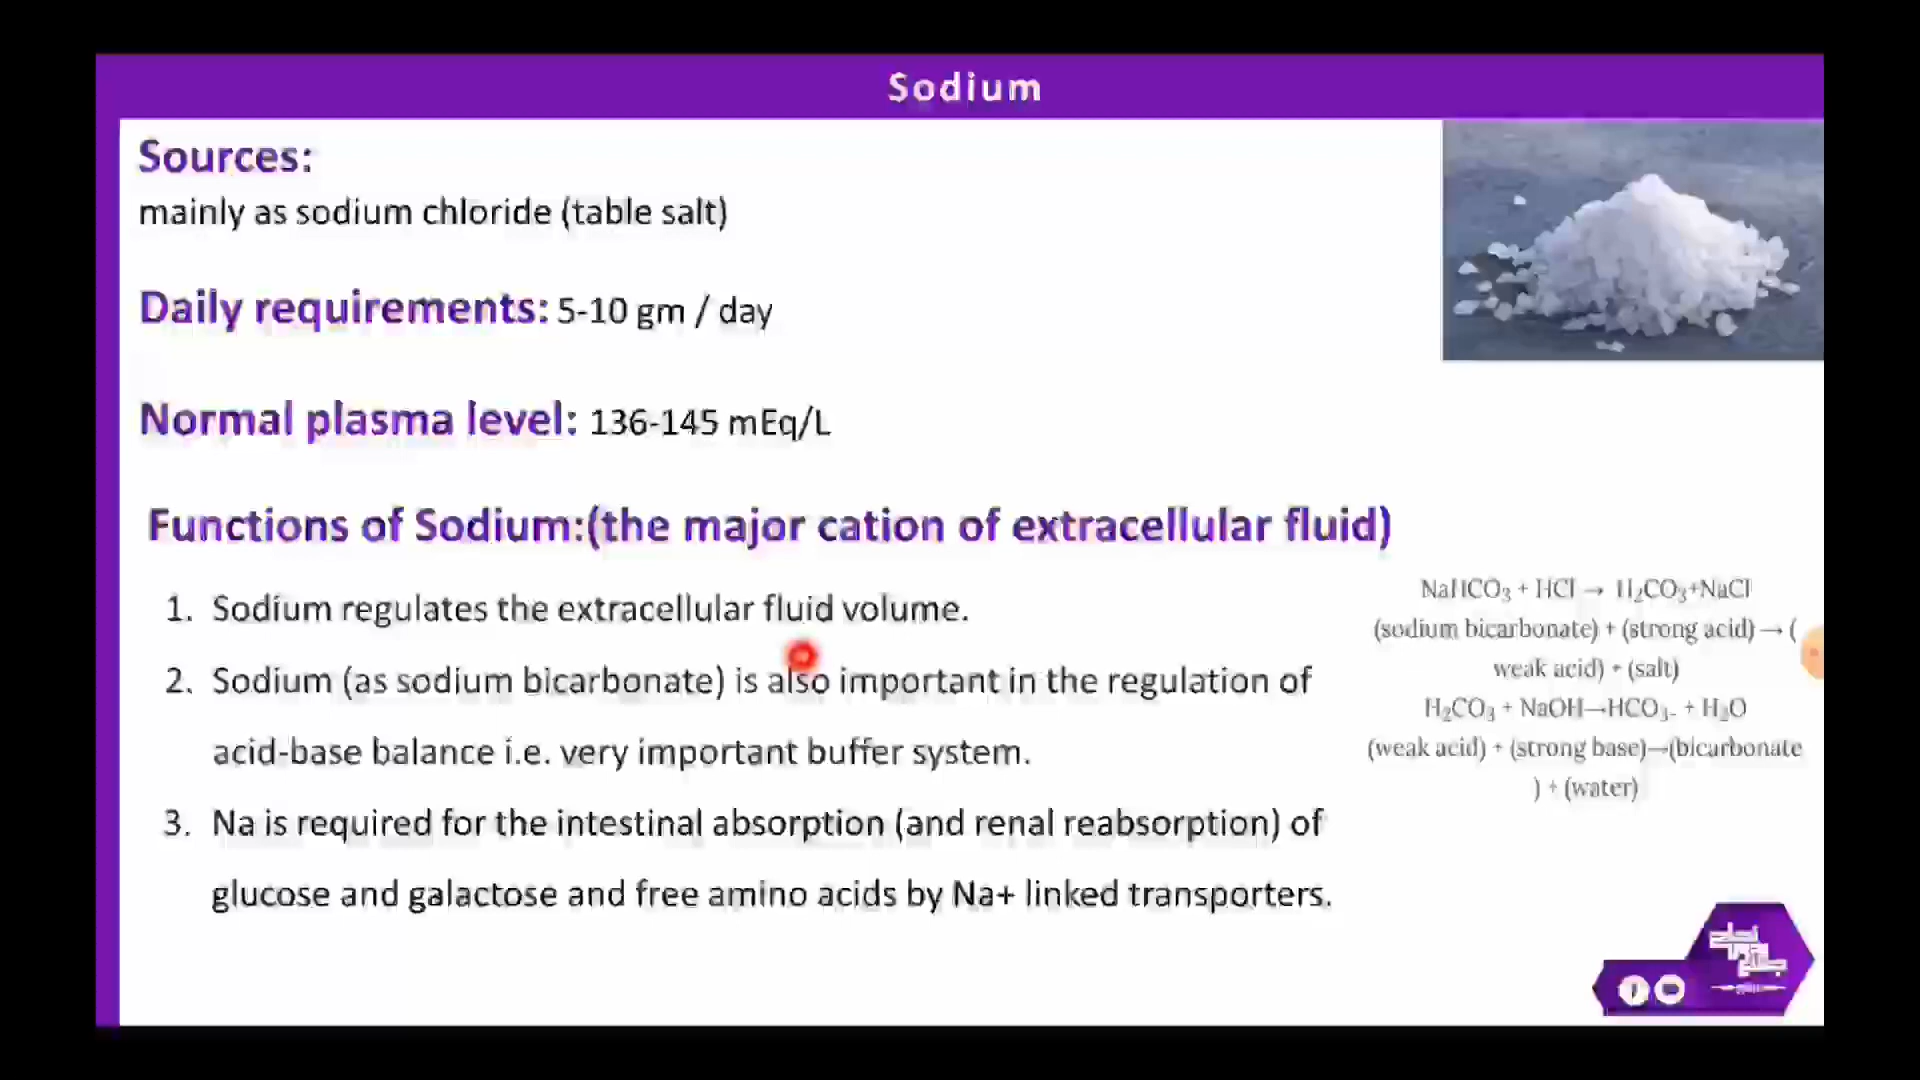 Sodium
Sources:
mainly as sodium chloride (table salt)
Daily requirements: 5-10 gm / day
Normal plasma level: 136-145 mEq/L
Functions of Sodium:(the major cation of extracellular fluid)
1. Sodium regulates the extracellular fluid volume.
2. Sodium (as sodium bicarbonate) is also important in the regulation of
acid-base balance i.e. very important buffer system.
3. Na is required for the intestinal absorption (and renal reabsorption) of
glucose and galactose and free amino acids by Na+ linked transporters.
NaHCO₃ + HCl → H₂CO₃+NaCl
(sodium bicarbonate) + (strong acid) → (
weak acid) + (salt)
H₂CO₃ + NaOH→HCO₃- + H₂O
(weak acid) + (strong base)→(bicarbonate
) + (water)